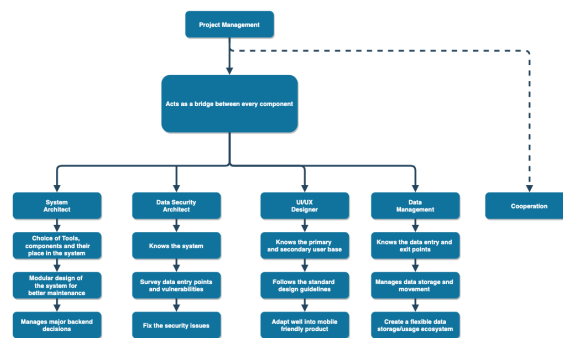 Project Management
Acts as a bridge between every component
System
Architect
Data Security
Architect
UI/UX
Designer
Data
Management
Cooperation
Choice of Tools,
components and their
place in the system
Knows the system
Knows the primary
and secondary user base
Knows the data entry and
exit points
Modular design of
the system for
better maintenance
Survey data entry points
and vulnerabilities
Follows the standard
design guidelines
Manages data storage and
movement
Manages major backend
decisions
Fix the security issues
Adapt well into mobile
friendly product
Create a flexible data
storage/usage ecosystem